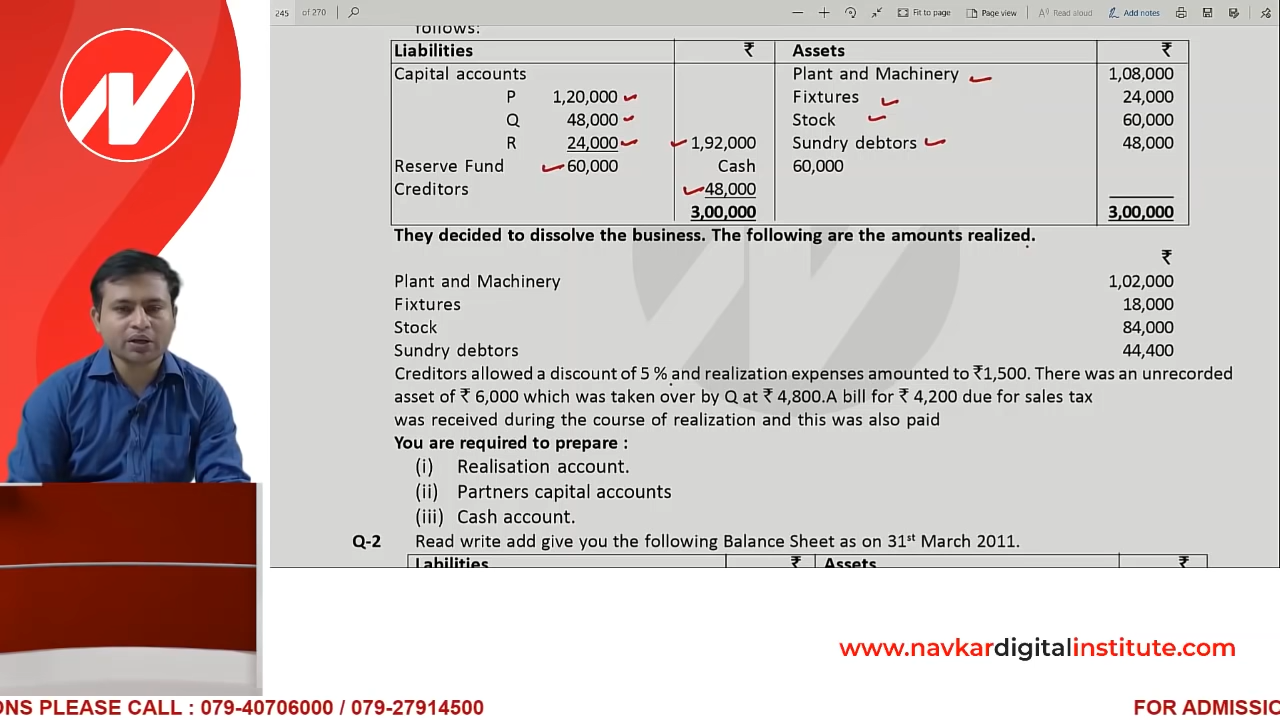 245 of 270 Fit to page Page view Read aloud Add notes
follows:
Liabilities ₹ Assets ₹
Capital accounts Plant and Machinery 1,08,000
P 1,20,000 Fixtures 24,000
Q 48,000 Stock 60,000
R 24,000 1,92,000 Sundry debtors 48,000
Reserve Fund 60,000 Cash 60,000
Creditors 48,000
3,00,000 3,00,000
They decided to dissolve the business. The following are the amounts realized.
₹
Plant and Machinery 1,02,000
Fixtures 18,000
Stock 84,000
Sundry debtors 44,400
Creditors allowed a discount of 5 % and realization expenses amounted to ₹1,500. There was an unrecorded
asset of ₹ 6,000 which was taken over by Q at ₹ 4,800.A bill for ₹ 4,200 due for sales tax
was received during the course of realization and this was also paid
You are required to prepare :
(i) Realisation account.
(ii) Partners capital accounts
(iii) Cash account.
Q-2 Read write add give you the following Balance Sheet as on 31st March 2011.
Liabilities ₹ Assets ₹
www.navkardigitalinstitute.com
ONS PLEASE CALL : 079-40706000 / 079-27914500 FOR ADMISSIO